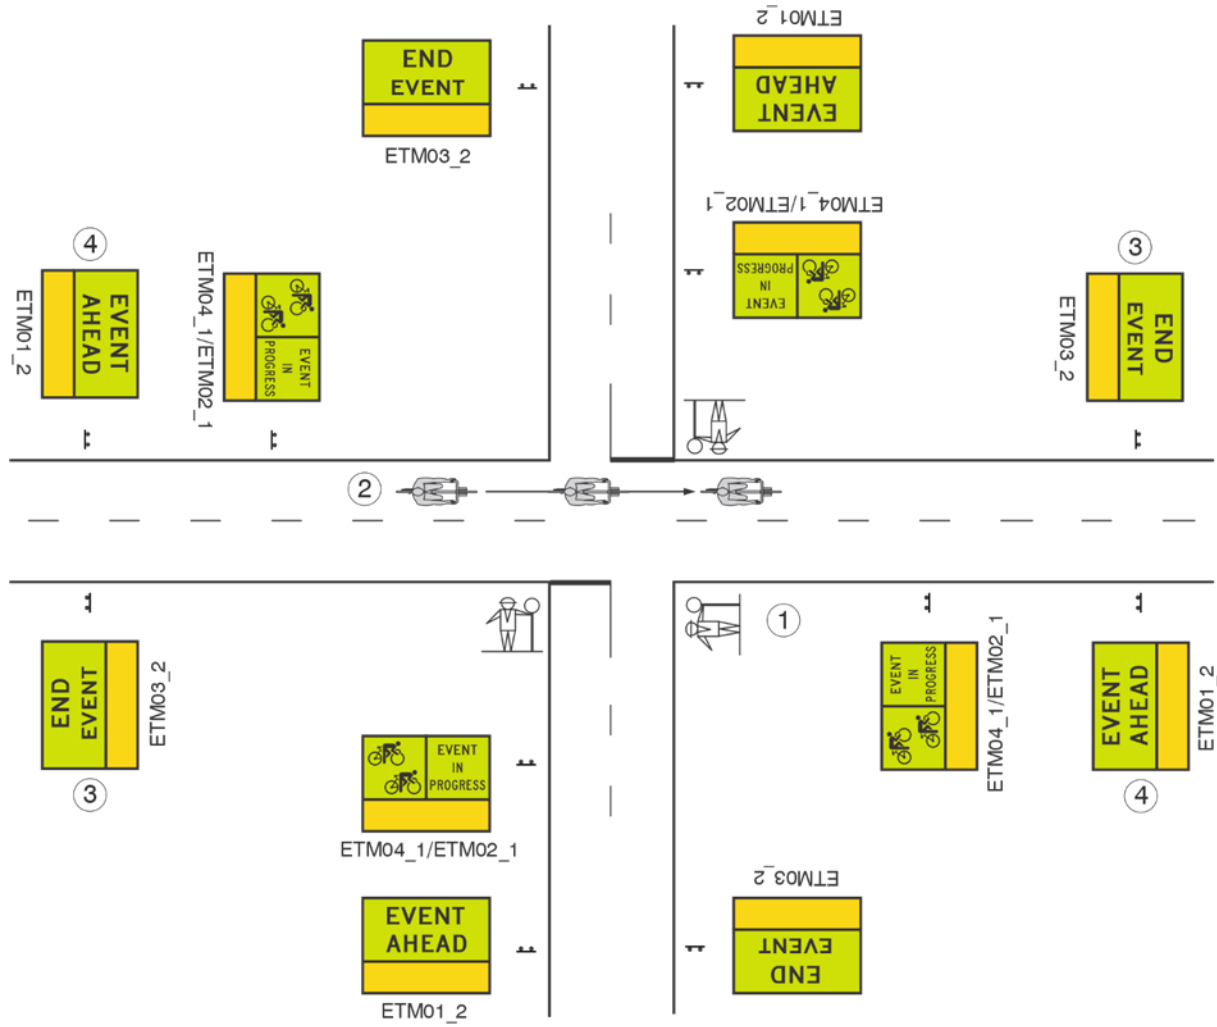 ETM01_2
EVENT
AHEAD
END
EVENT
ETM03_2
ETM04_1/ETM02_1
EVENT
IN
PROGRESS
4
EVENT
AHEAD
ETM01_2
ETM04_1/ETM02_1
EVENT
IN
PROGRESS
3
END
EVENT
ETM03_2
2
1
END
EVENT
ETM03_2
3
EVENT
IN
PROGRESS
ETM04_1/ETM02_1
EVENT
IN
PROGRESS
ETM04_1/ETM02_1
EVENT
AHEAD
ETM01_2
4
EVENT
AHEAD
ETM01_2
ETM03_2
END
EVENT